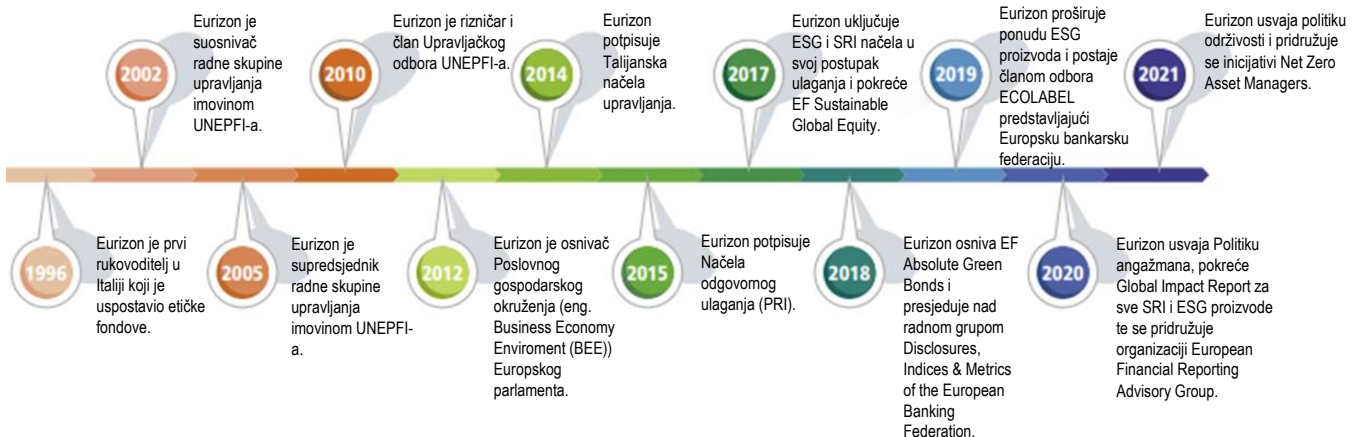 2002
Eurizon je
suosnivač
radne skupine
upravljanja
imovinom
UNEPFI-a.
2010
Eurizon je rizničar i
član Upravljačkog
odbora UNEPFI-a.
2014
Eurizon
potpisuje
Talijanska
načela
upravljanja.
2017
Eurizon uključuje
ESG i SRI načela u
svoj postupak
ulaganja i pokreće
EF Sustainable
Global Equity.
2019
Eurizon proširuje
ponudu ESG
proizvoda i postaje
članom odbora
ECOLABEL
predstavljajući
Europsku bankarsku
federaciju.
2021
Eurizon usvaja politiku
održivosti i pridružuje
se inicijativi Net Zero
Asset Managers.
1996
Eurizon je prvi
rukovoditelj u
Italiji koji je
uspostavio etičke
fondove.
2005
Eurizon je
supredsjednik
radne skupine
upravljanja
imovinom UNEPFI-
a.
2012
Eurizon je osnivač
Poslovnog
gospodarskog
okruženja (eng.
Business Economy
Enviroment (BEE))
Europskog
parlamenta.
2015
Eurizon potpisuje
Načela
odgovornog
ulaganja (PRI).
2018
Eurizon osniva EF
Absolute Green
Bonds i
presjeduje nad
radnom grupom
Disclosures,
Indices & Metrics
of the European
Banking
Federation.
2020
Eurizon usvaja Politiku
angažmana, pokreće
Global Impact Report za
sve SRI i ESG proizvode
te se pridružuje
organizaciji European
Financial Reporting
Advisory Group.